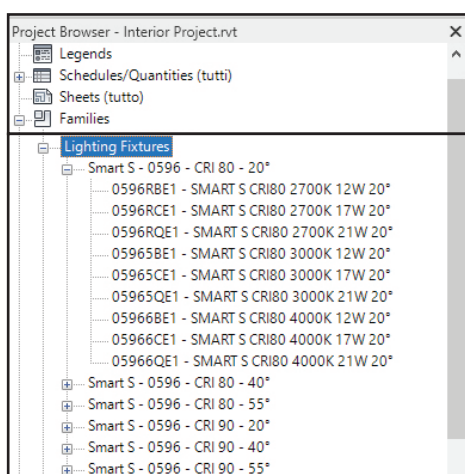 Project Browser - Interior Project.rvt
Legends
Schedules/Quantities (tutti)
Sheets (tutto)
Families
Lighting Fixtures
Smart S - 0596 - CRI 80 - 20°
0596RBE1 - SMART S CRI80 2700K 12W 20°
0596RCE1 - SMART S CRI80 2700K 17W 20°
0596RQE1 - SMART S CRI80 2700K 21W 20°
05965BE1 - SMART S CRI80 3000K 12W 20°
05965CE1 - SMART S CRI80 3000K 17W 20°
05965QE1 - SMART S CRI80 3000K 21W 20°
05966BE1 - SMART S CRI80 4000K 12W 20°
05966CE1 - SMART S CRI80 4000K 17W 20°
05966QE1 - SMART S CRI80 4000K 21W 20°
Smart S - 0596 - CRI 80 - 40°
Smart S - 0596 - CRI 80 - 55°
Smart S - 0596 - CRI 90 - 20°
Smart S - 0596 - CRI 90 - 40°
Smart S - 0596 - CRI 90 - 55°